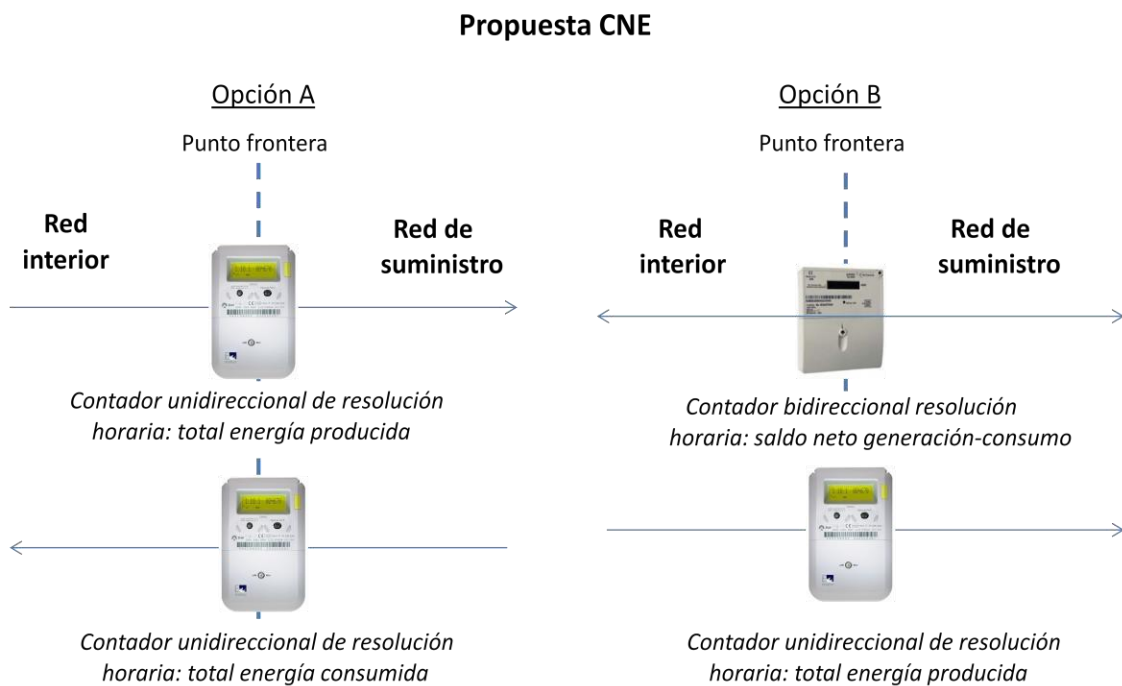 Propuesta CNE
Opción A
Punto frontera
Red
interior
Red de
suministro
Contador unidireccional de resolución
horaria: total energía producida
Contador unidireccional de resolución
horaria: total energía consumida
Opción B
Punto frontera
Red
interior
Red de
suministro
Contador bidireccional resolución
horaria: saldo neto generación-consumo
Contador unidireccional de resolución
horaria: total energía producida